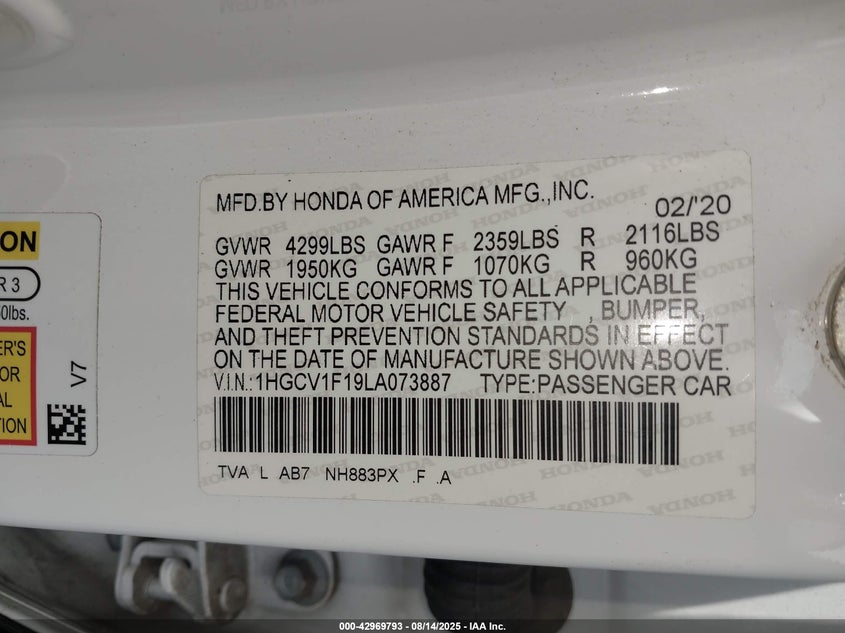 MFD.BY HONDA OF AMERICA MFG.,INC.
02/'20
GVWR 4299LBS GAWR F 2359LBS R 2116LBS
GVWR 1950KG GAWR F 1070KG R 960KG
THIS VEHICLE CONFORMS TO ALL APPLICABLE
FEDERAL MOTOR VEHICLE SAFETY , BUMPER,
AND THEFT PREVENTION STANDARDS IN EFFECT
ON THE DATE OF MANUFACTURE SHOWN ABOVE.
V.I.N.:1HGCV1F19LA073887 TYPE:PASSENGER CAR
TVA L AB7 NH883PX .F .A
ON
R 3
0lbs.
ER'S
OR
AL
TION
V7
HONDA
000-42969793 - 08/14/2025 - IAA Inc.